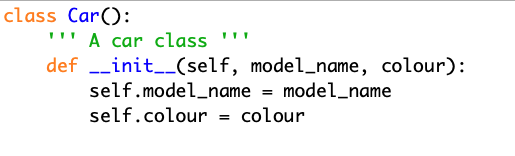 class Car():
    ''' A car class '''
    def __init__(self, model_name, colour):
        self.model_name = model_name
        self.colour = colour